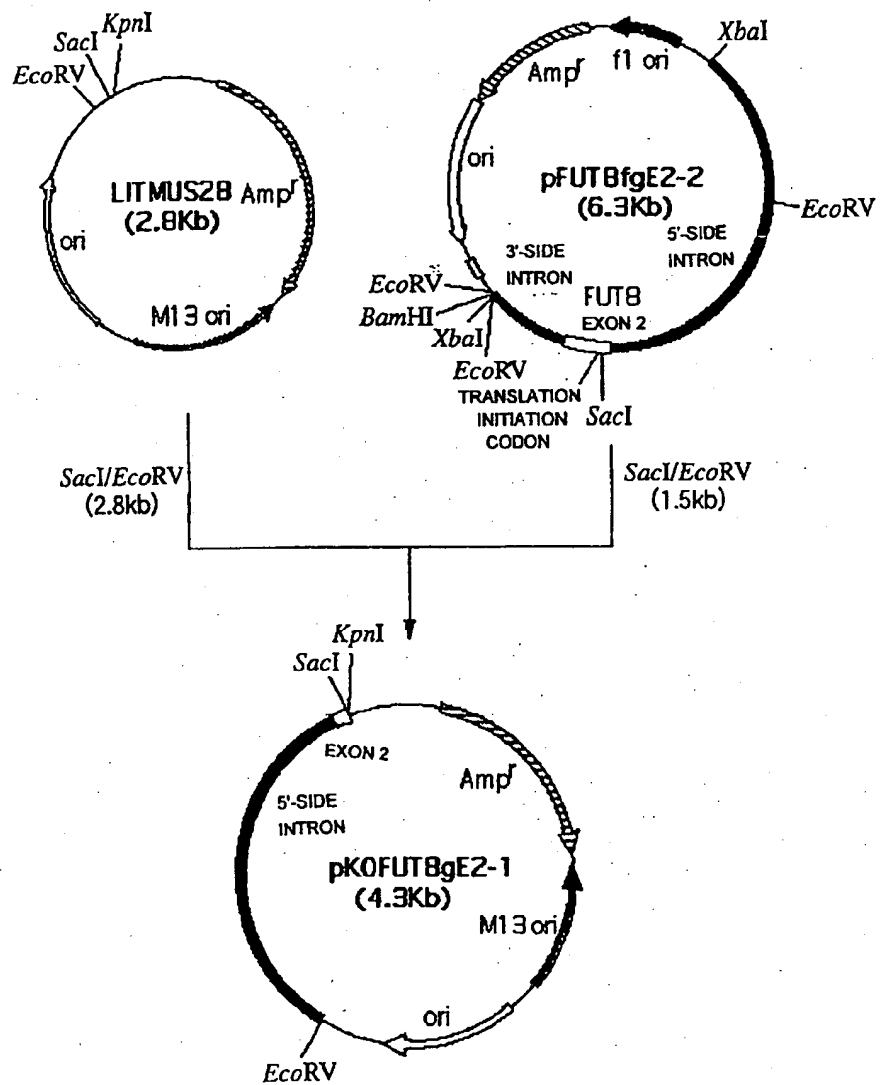 KpnI
SacI
EcoRV
LITMUS28
(2.8Kb)
Ampr
ori
M13 ori
XbaI
f1 ori
Ampr
ori
pFUT8fgE2-2
(6.3Kb)
EcoRV
5'-SIDE
INTRON
3'-SIDE
INTRON
FUT8
EXON 2
EcoRV
BamHI
XbaI
EcoRV
TRANSLATION
INITIATION
CODON
SacI
SacI/EcoRV
(2.8kb)
SacI/EcoRV
(1.5kb)
KpnI
SacI
EXON 2
5'-SIDE
INTRON
Ampr
pKOFUT8gE2-1
(4.3Kb)
M13 ori
ori
EcoRV